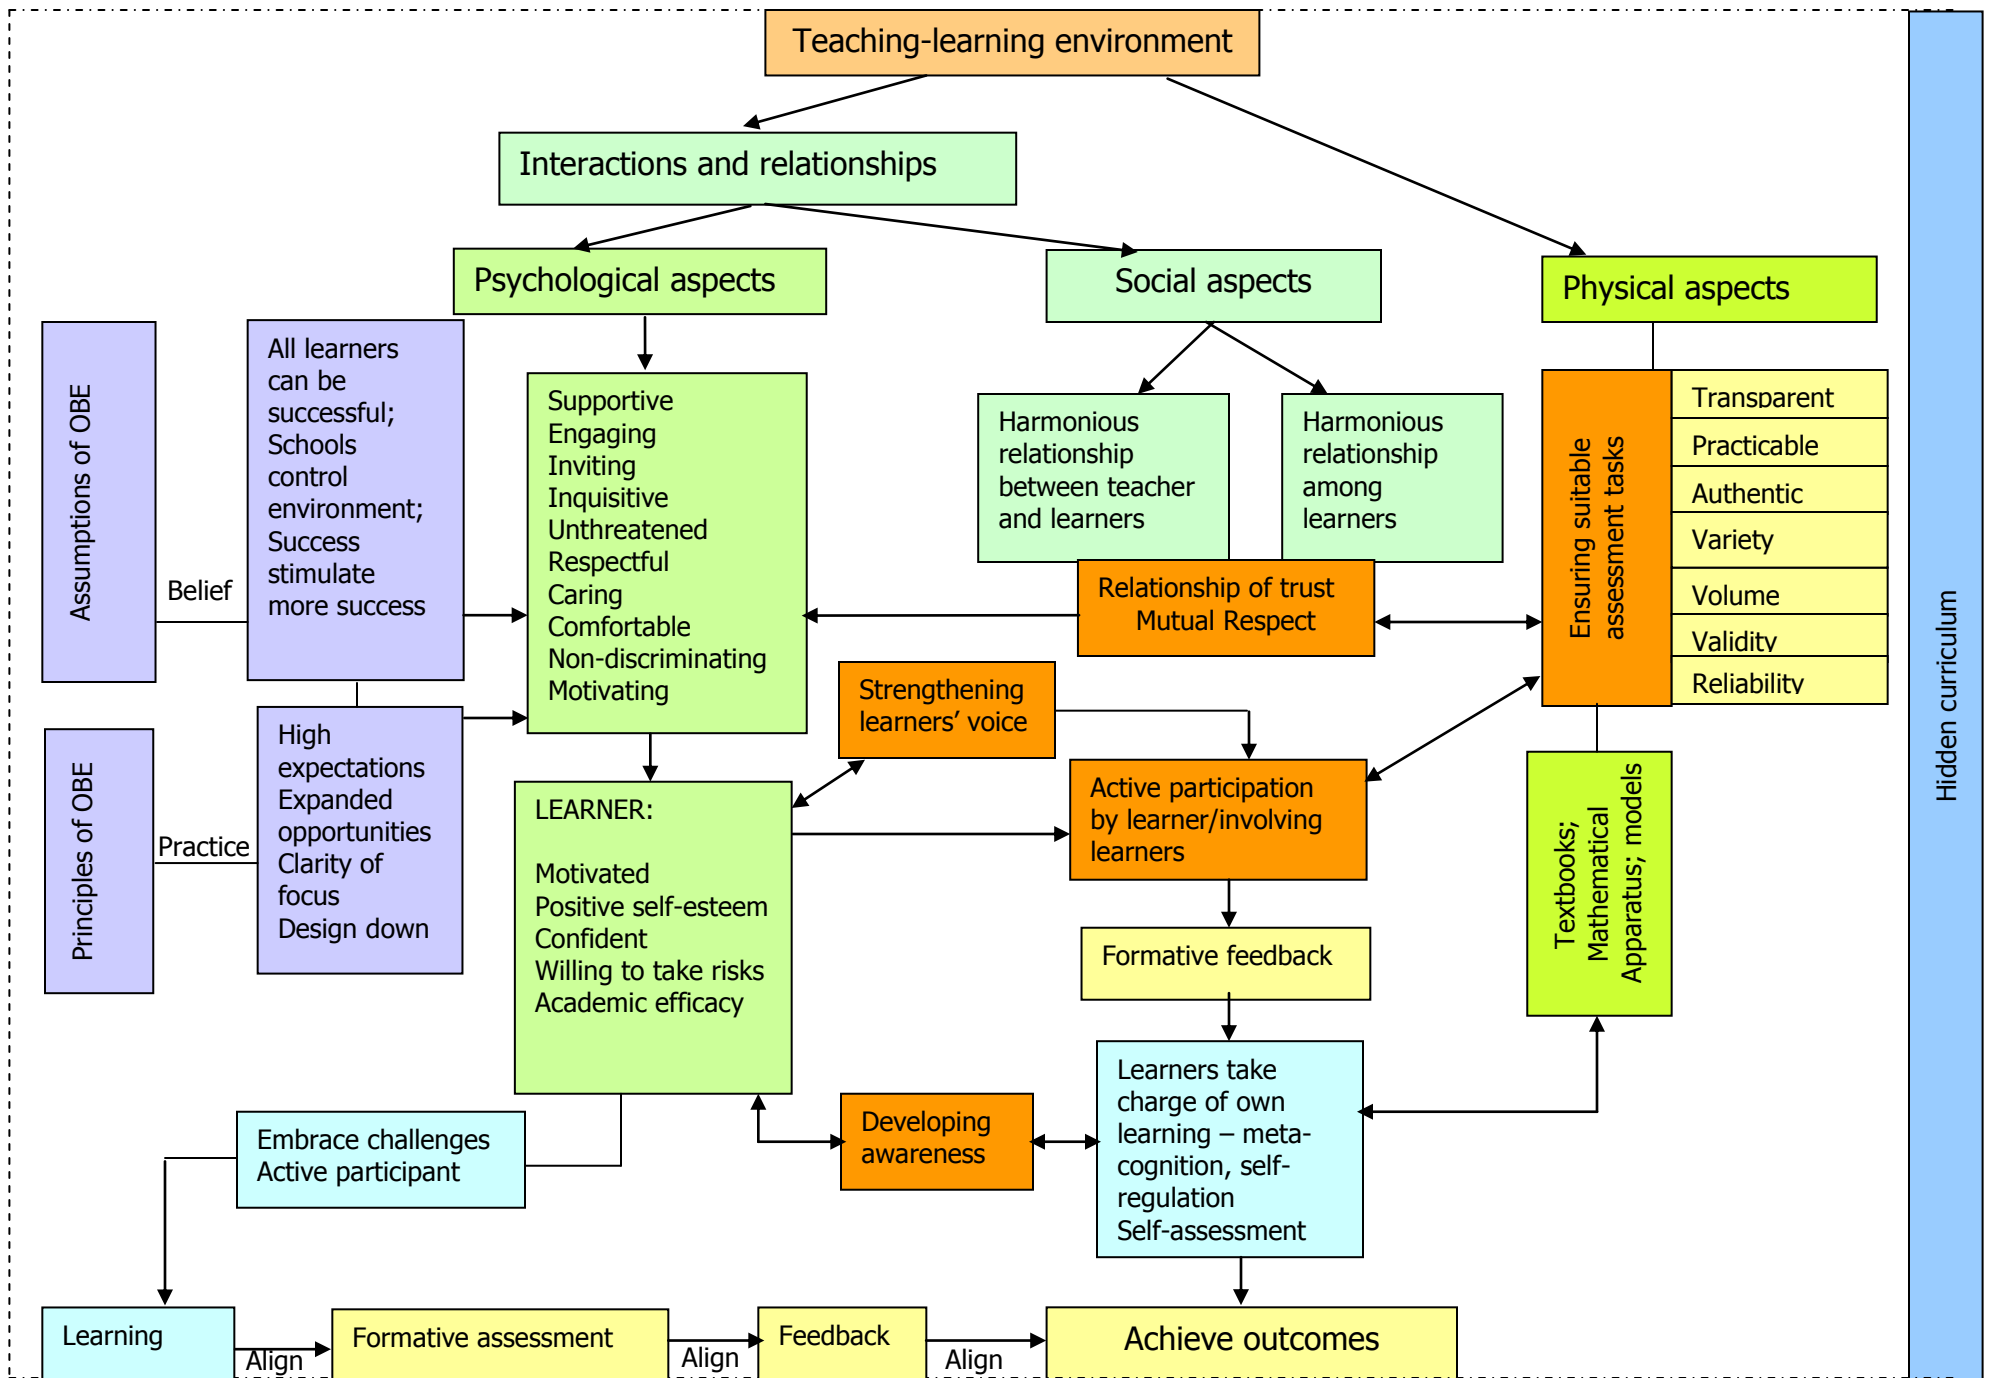 Teaching-learning environment
Interactions and relationships
Psychological aspects
Social aspects
Physical aspects
Assumptions of OBE
Belief
All learners
can be
successful;
Schools
control
environment;
Success
stimulate
more success
Supportive
Engaging
Inviting
Inquisitive
Unthreatened
Respectful
Caring
Comfortable
Non-discriminating
Motivating
Harmonious
relationship
between teacher
and learners
Harmonious
relationship
among
learners
Relationship of trust
Mutual Respect
Ensuring suitable
assessment tasks
Transparent
Practicable
Authentic
Variety
Volume
Validity
Reliability
Hidden curriculum
Principles of OBE
Practice
High
expectations
Expanded
opportunities
Clarity of
focus
Design down
Strengthening
learners’ voice
LEARNER:
Motivated
Positive self-esteem
Confident
Willing to take risks
Academic efficacy
Active participation
by learner/involving
learners
Textbooks;
Mathematical
Apparatus; models
Formative feedback
Learners take
charge of own
learning – meta-
cognition, self-
regulation
Self-assessment
Developing
awareness
Embrace challenges
Active participant
Learning
Align
Formative assessment
Align
Feedback
Align
Achieve outcomes